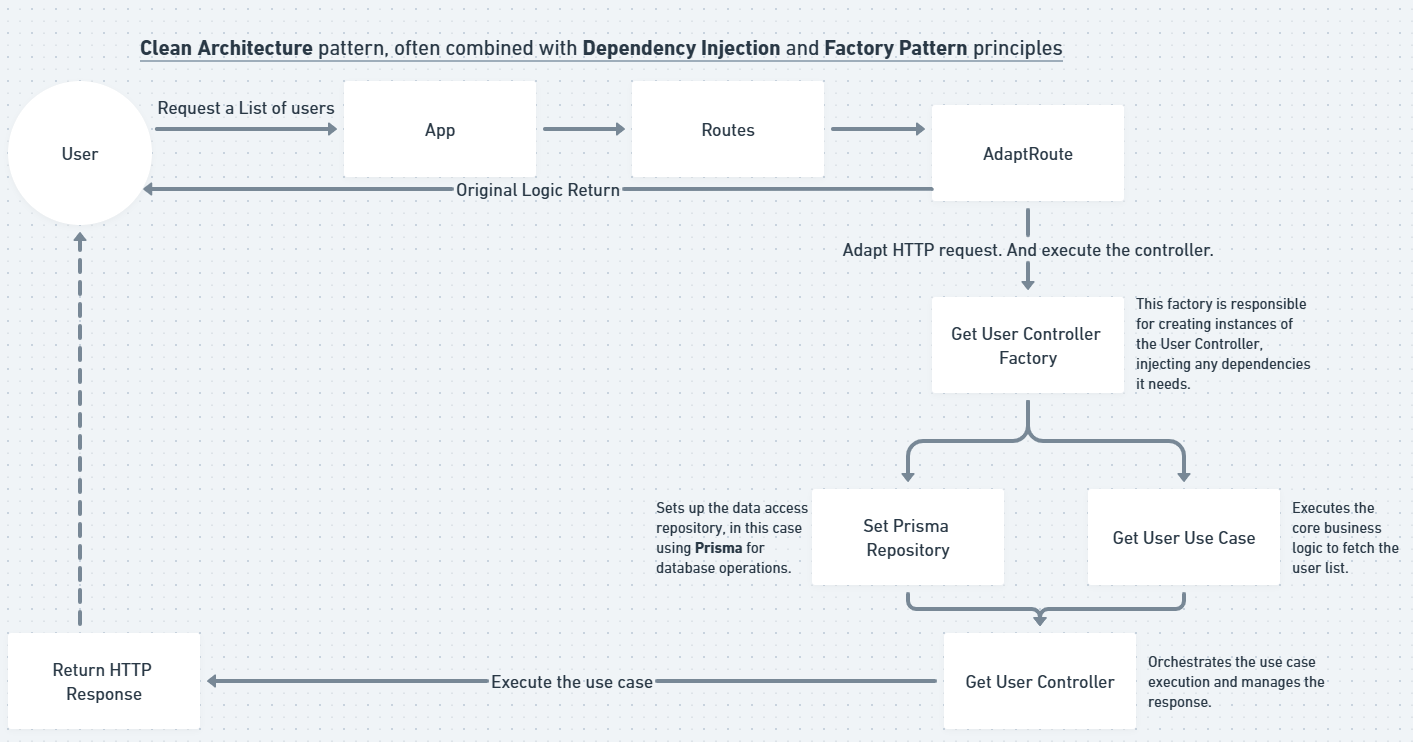 Clean Architecture pattern, often combined with Dependency Injection and Factory Pattern principles
User
Request a List of users
App
Routes
AdaptRoute
Original Logic Return
Adapt HTTP request. And execute the controller.
Get User Controller
Factory
This factory is responsible
for creating instances of
the User Controller,
injecting any dependencies
it needs.
Sets up the data access
repository, in this case
using Prisma for
database operations.
Set Prisma
Repository
Get User Use Case
Executes the
core business
logic to fetch the
user list.
Return HTTP
Response
Execute the use case
Get User Controller
Orchestrates the use case
execution and manages the
response.